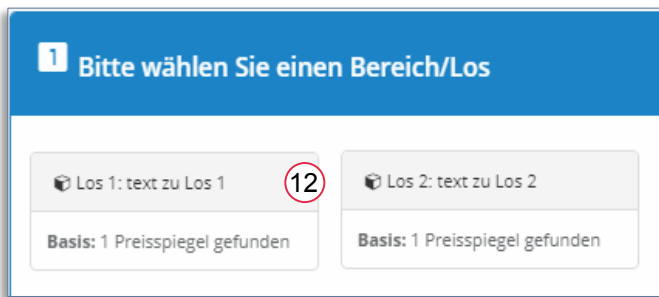 1 Bitte wählen Sie einen Bereich/Los
Los 1: text zu Los 1 12 Los 2: text zu Los 2
Basis: 1 Preisspiegel gefunden Basis: 1 Preisspiegel gefunden